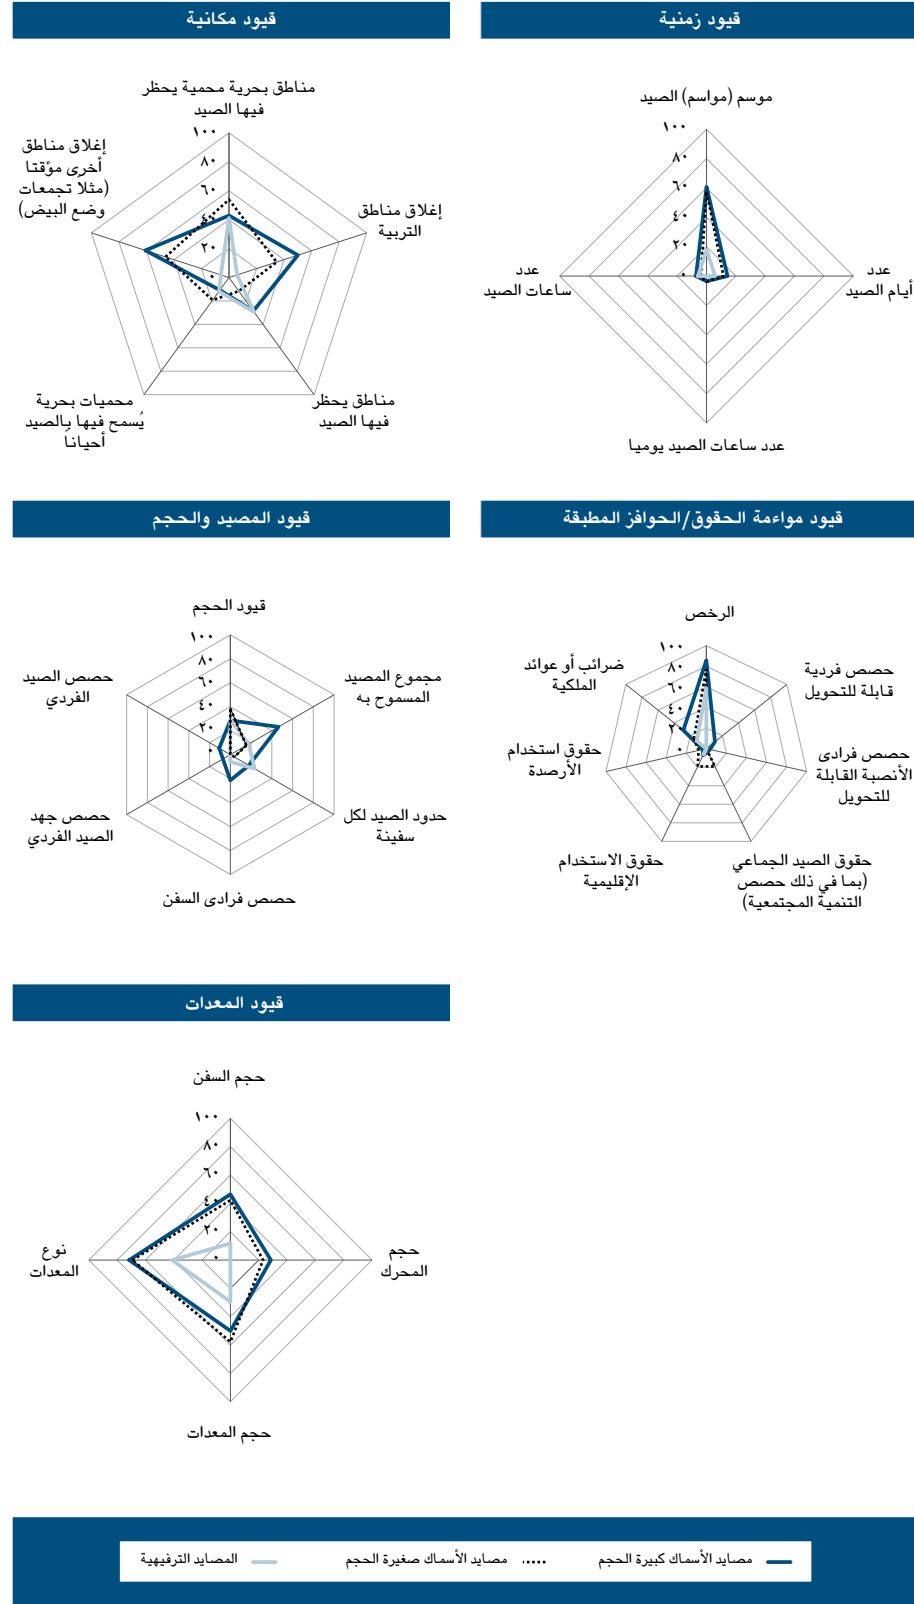 قيود زمنية
موسم (مواسم) الصيد
١٠٠
٨٠
٦٠
٤٠
٢٠
٠
عدد
أيام الصيد
عدد
ساعات الصيد
عدد ساعات الصيد يوميا
قيود مكانية
مناطق بحرية محمية يحظر
فيها الصيد
١٠٠
٨٠
٦٠
٤٠
٢٠
٠
إغلاق مناطق
التربية
إغلاق مناطق
أخرى مؤقتا
(مثلاً تجمعات
وضع البيض)
مناطق يحظر
فيها الصيد
محميات بحرية
يُسمح فيها بالصيد
أحياناً
قيود مواءمة الحقوق/الحوافز المطبقة
الرخص
١٠٠
٨٠
٦٠
٤٠
٢٠
٠
حصص فردية
قابلة للتحويل
ضرائب أو عوائد
الملكية
حصص فرادى
الأنصبة القابلة
للتحويل
حقوق استخدام
الأرصدة
حقوق الصيد الجماعي
(بما في ذلك حصص
التنمية المجتمعية)
حقوق الاستخدام
الإقليمية
قيود المصيد والحجم
قيود الحجم
١٠٠
٨٠
٦٠
٤٠
٢٠
٠
مجموع المصيد
المسموح به
حصص الصيد
الفردي
حدود الصيد لكل
سفينة
حصص جهد
الصيد الفردي
حصص فرادى السفن
قيود المعدات
حجم السفن
١٠٠
٨٠
٦٠
٤٠
٢٠
٠
حجم
المحرك
نوع
المعدات
حجم المعدات
مصايد الأسماك كبيرة الحجم
مصايد الأسماك صغيرة الحجم
المصايد الترفيهية